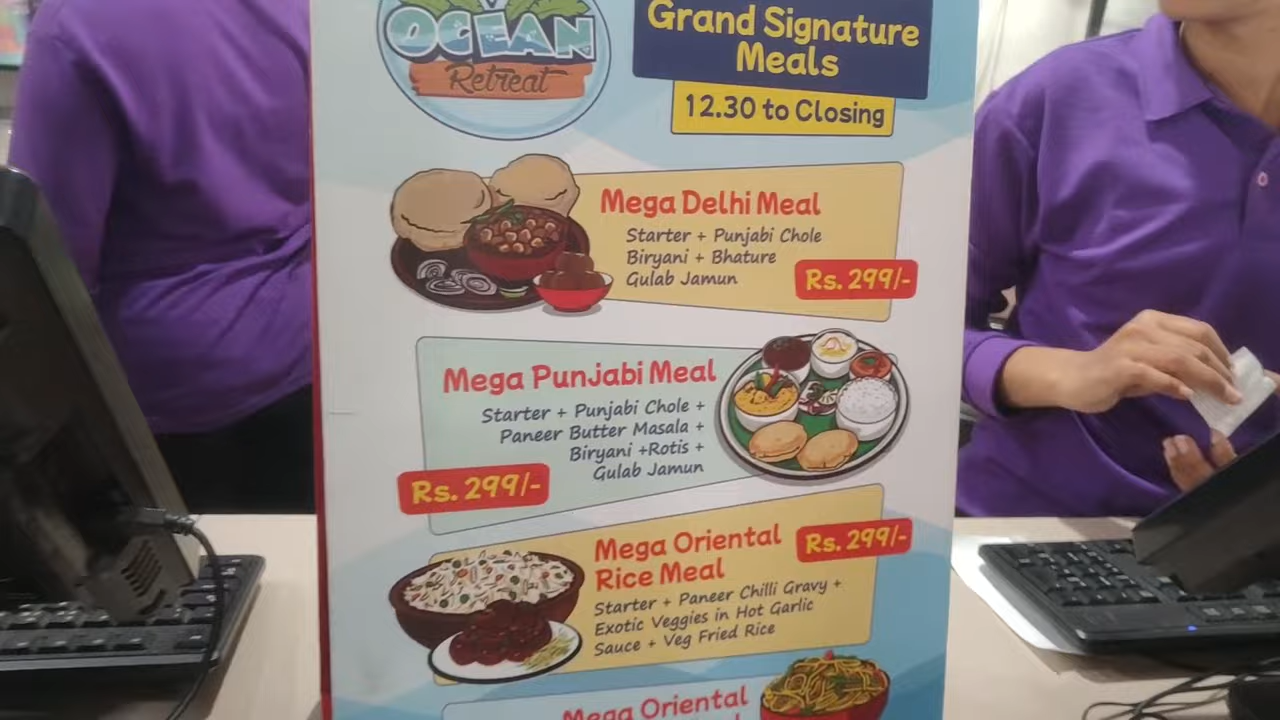 OCEAN
Retreat
Grand Signature
Meals
12.30 to Closing
Mega Delhi Meal
Starter + Punjabi Chole
Biryani + Bhature
Gulab Jamun
Rs. 299/-
Mega Punjabi Meal
Starter + Punjabi Chole +
Paneer Butter Masala +
Biryani +Rotis +
Gulab Jamun
Rs. 299/-
Mega Oriental
Rice Meal
Rs. 299/-
Starter + Paneer Chilli Gravy +
Exotic Veggies in Hot Garlic
Sauce + Veg Fried Rice
Mega Oriental